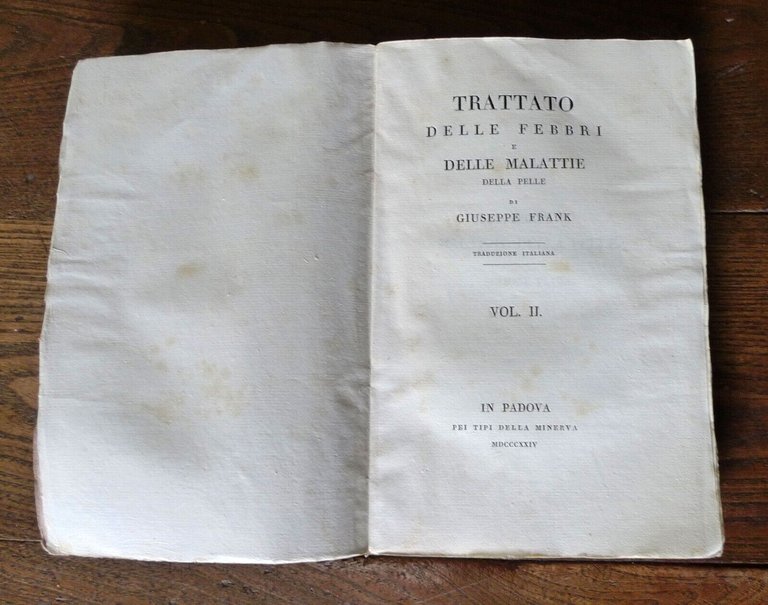 TRATTATO
DELLE FEBBRI
E
DELLE MALATTIE
DELLA PELLE
DI
GIUSEPPE FRANK
TRADUZIONE ITALIANA
VOL. II.
IN PADOVA
PEI TIPI DELLA MINERVA
MDCCCXXIV